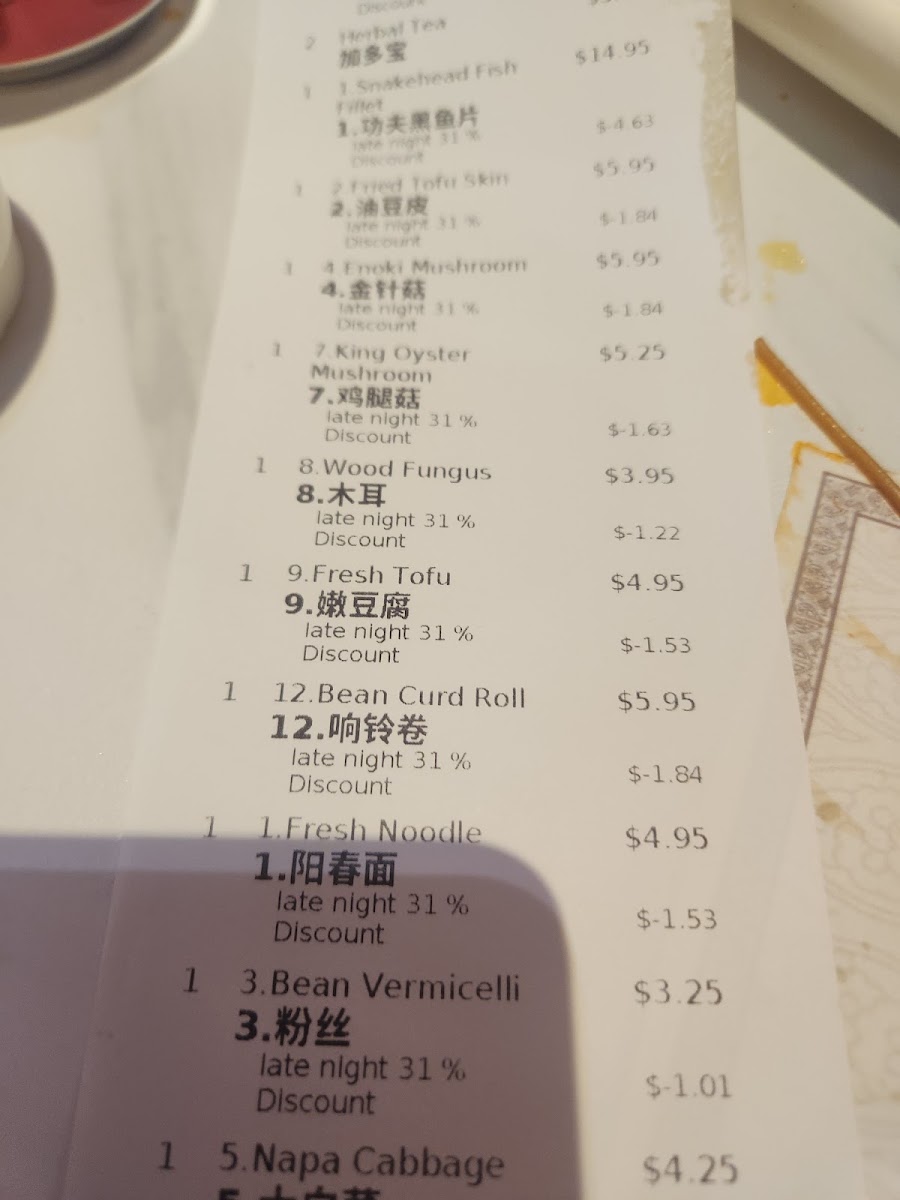 Discount
2 Herbal Tea
加多宝
1 1.Snakehead Fish $14.95
Fillet
1.功夫黑鱼片
late night 31 % $-4.63
Discount
1 2.Fried Tofu Skin $5.95
2.油豆皮
late night 31 % $-1.84
Discount
1 4.Enoki Mushroom $5.95
4.金针菇
late night 31 % $-1.84
Discount
1 7.King Oyster $5.25
Mushroom
7.鸡腿菇
late night 31 % $-1.63
Discount
1 8.Wood Fungus $3.95
8.木耳
late night 31 % $-1.22
Discount
1 9.Fresh Tofu $4.95
9.嫩豆腐
late night 31 % $-1.53
Discount
1 12.Bean Curd Roll $5.95
12.响铃卷
late night 31 % $-1.84
Discount
1 1.Fresh Noodle $4.95
1.阳春面
late night 31 % $-1.53
Discount
1 3.Bean Vermicelli $3.25
3.粉丝
late night 31 % $-1.01
Discount
1 5.Napa Cabbage $4.25